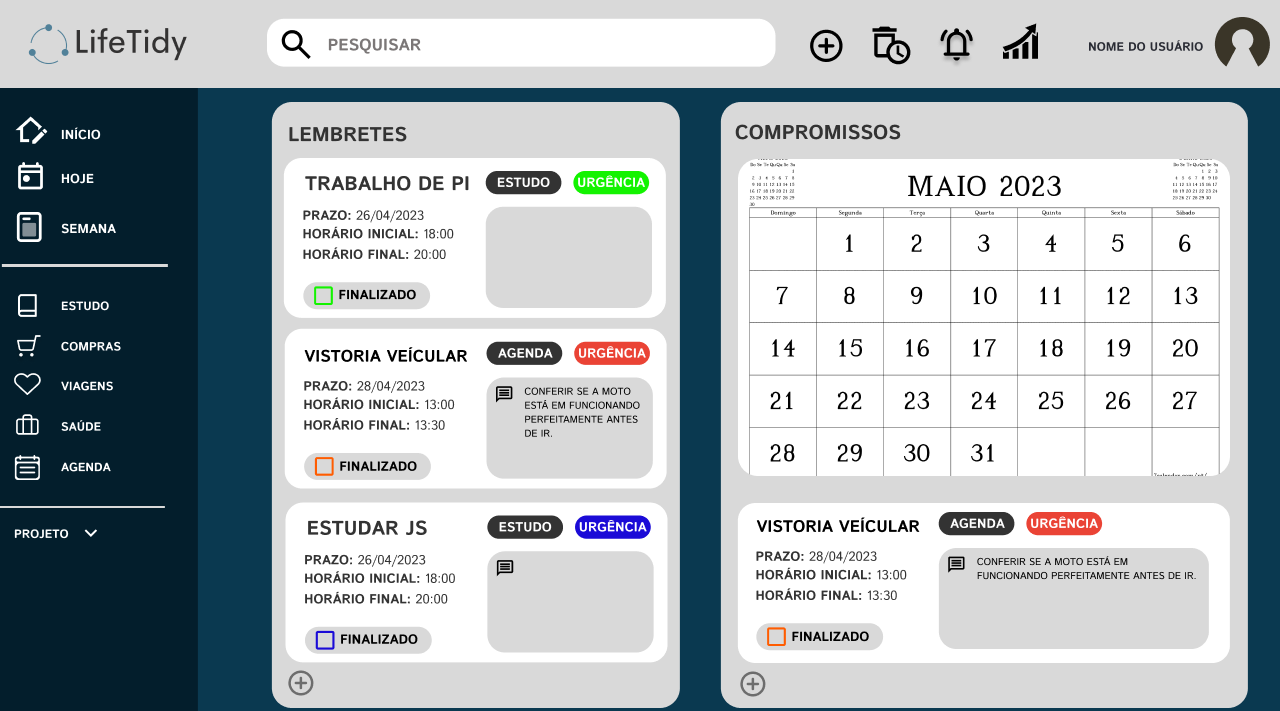 LifeTidy
PESQUISAR
NOME DO USUÁRIO
INÍCIO
HOJE
SEMANA
ESTUDO
COMPRAS
VIAGENS
SAÚDE
AGENDA
PROJETO
LEMBRETES
TRABALHO DE PI ESTUDO URGÊNCIA
PRAZO: 26/04/2023
HORÁRIO INICIAL: 18:00
HORÁRIO FINAL: 20:00
FINALIZADO
VISTORIA VEÍCULAR AGENDA URGÊNCIA
PRAZO: 28/04/2023
HORÁRIO INICIAL: 13:00
HORÁRIO FINAL: 13:30
CONFERIR SE A MOTO
ESTÁ EM FUNCIONANDO
PERFEITAMENTE ANTES
DE IR.
FINALIZADO
ESTUDAR JS ESTUDO URGÊNCIA
PRAZO: 26/04/2023
HORÁRIO INICIAL: 18:00
HORÁRIO FINAL: 20:00
FINALIZADO
COMPROMISSOS
MAIO 2023
Domingo Segunda Terça Quarta Quinta Sexta Sábado
1 2 3 4 5 6
7 8 9 10 11 12 13
14 15 16 17 18 19 20
21 22 23 24 25 26 27
28 29 30 31
VISTORIA VEÍCULAR AGENDA URGÊNCIA
PRAZO: 28/04/2023
HORÁRIO INICIAL: 13:00
HORÁRIO FINAL: 13:30
CONFERIR SE A MOTO ESTÁ EM
FUNCIONANDO PERFEITAMENTE ANTES DE IR.
FINALIZADO